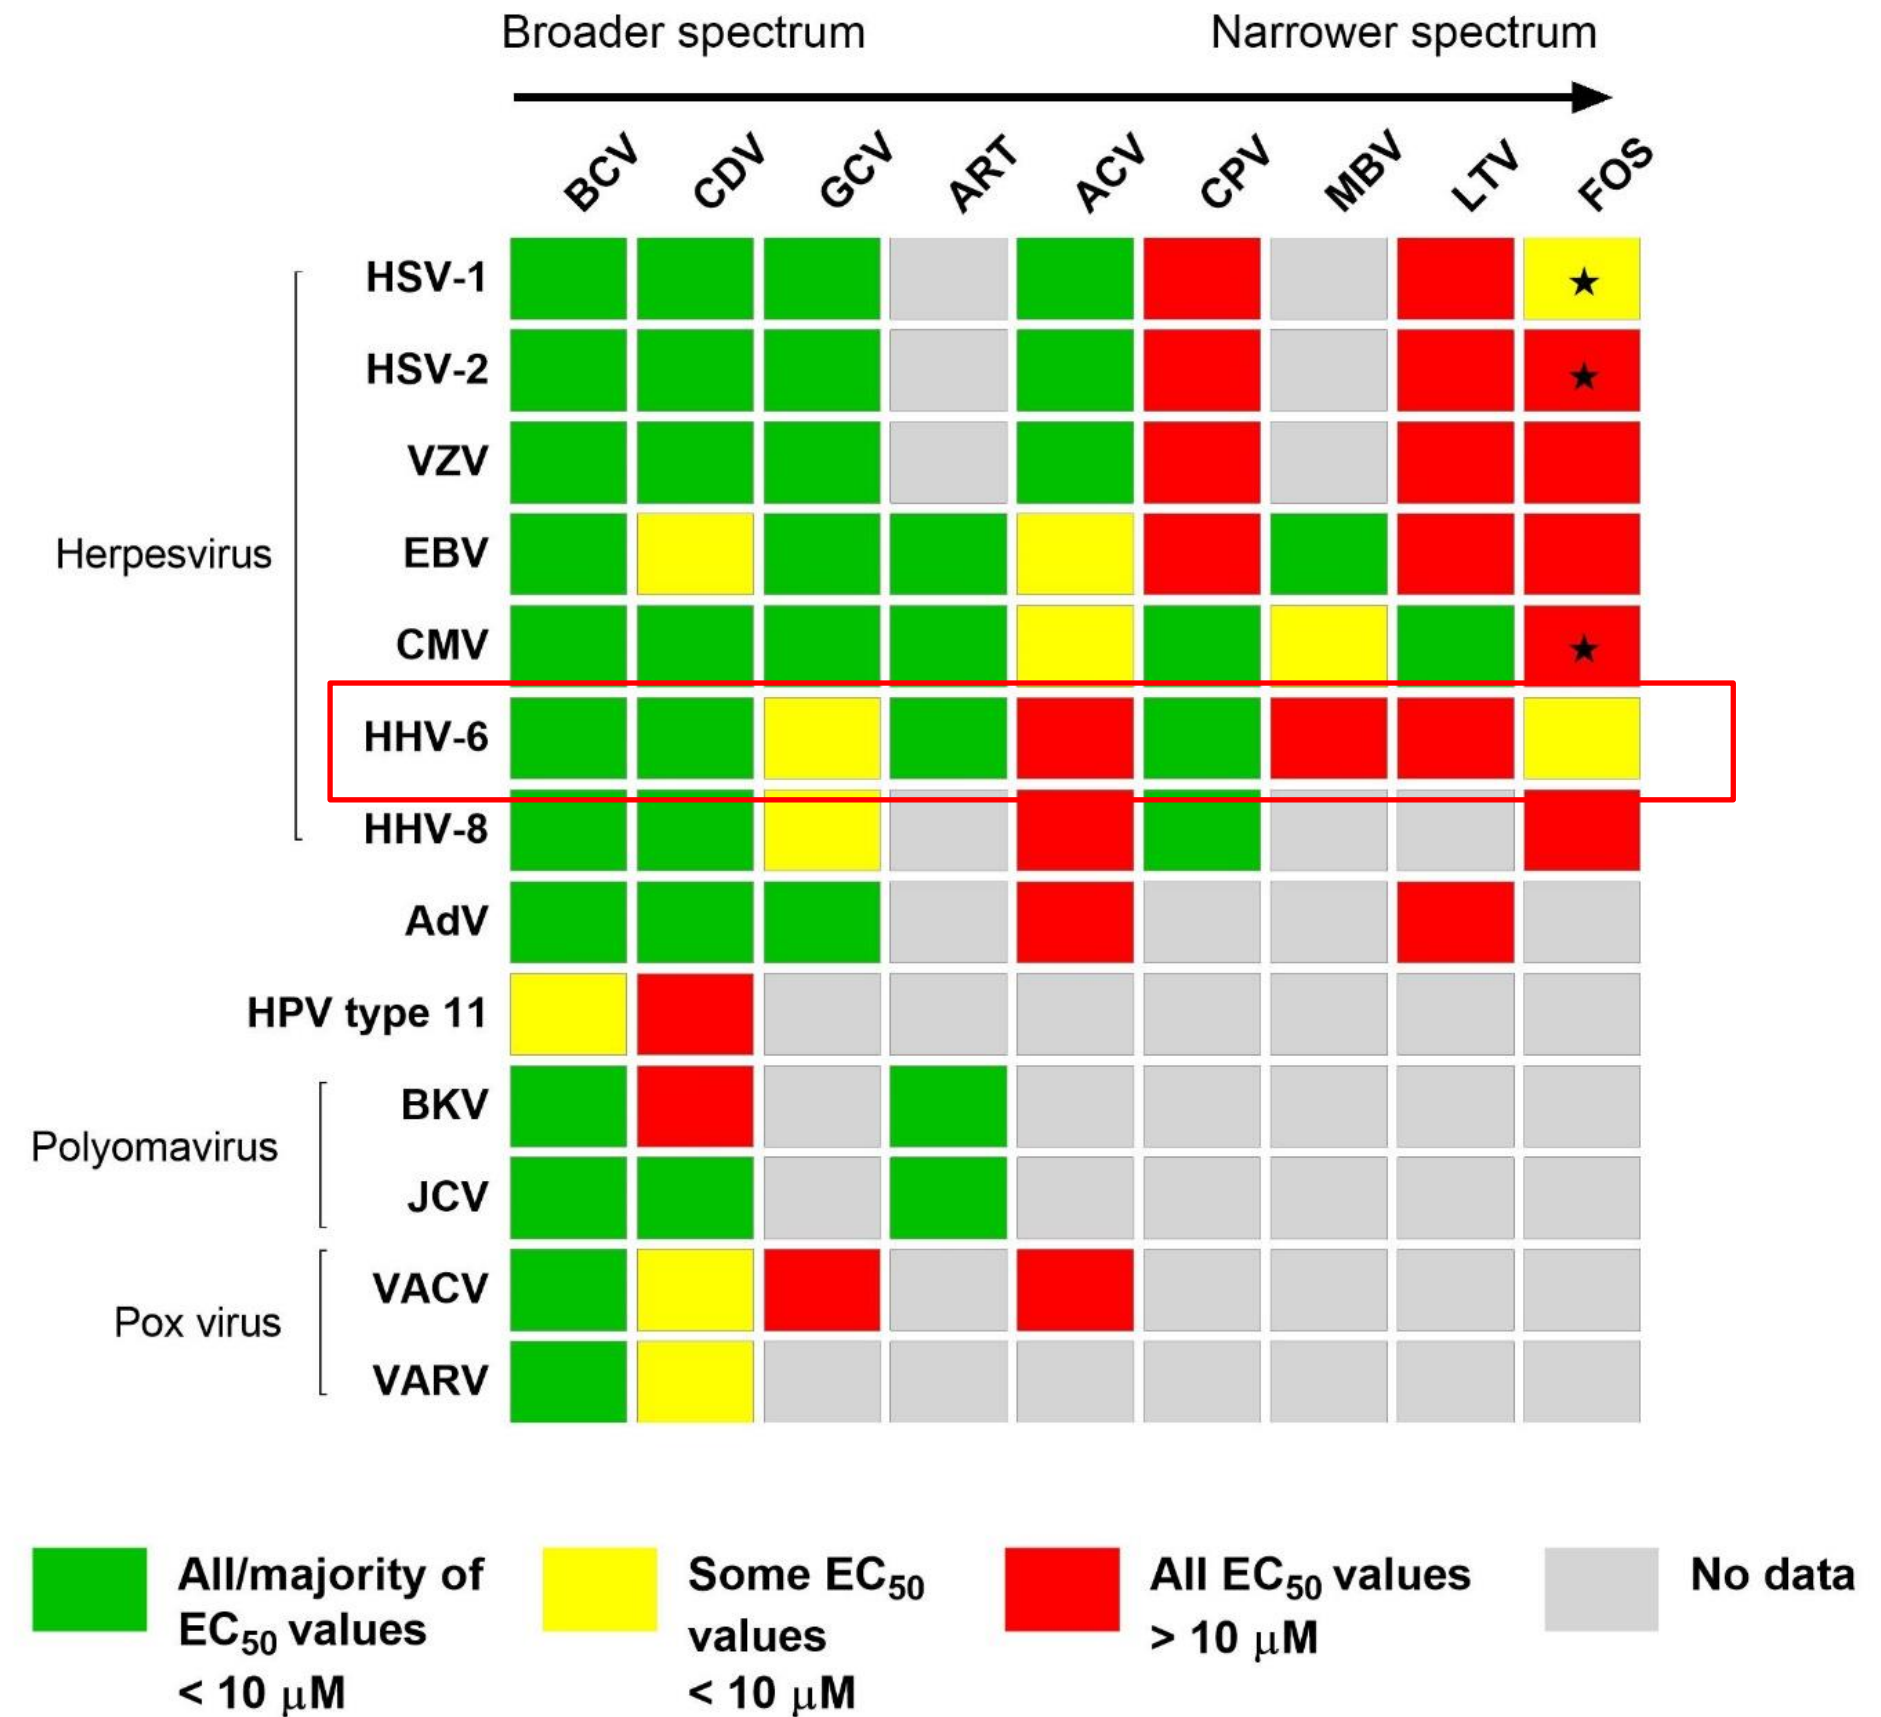 Broader spectrum Narrower spectrum
BCV CDV GCV ART ACV CPV MBV LTV FOS
HSV-1
HSV-2
VZV
Herpesvirus EBV
CMV
HHV-6
HHV-8
AdV
HPV type 11
BKV
Polyomavirus
JCV
VACV
Pox virus
VARV
All/majority of
EC50 values
< 10 μM
Some EC50
values
< 10 μM
All EC50 values
> 10 μM
No data